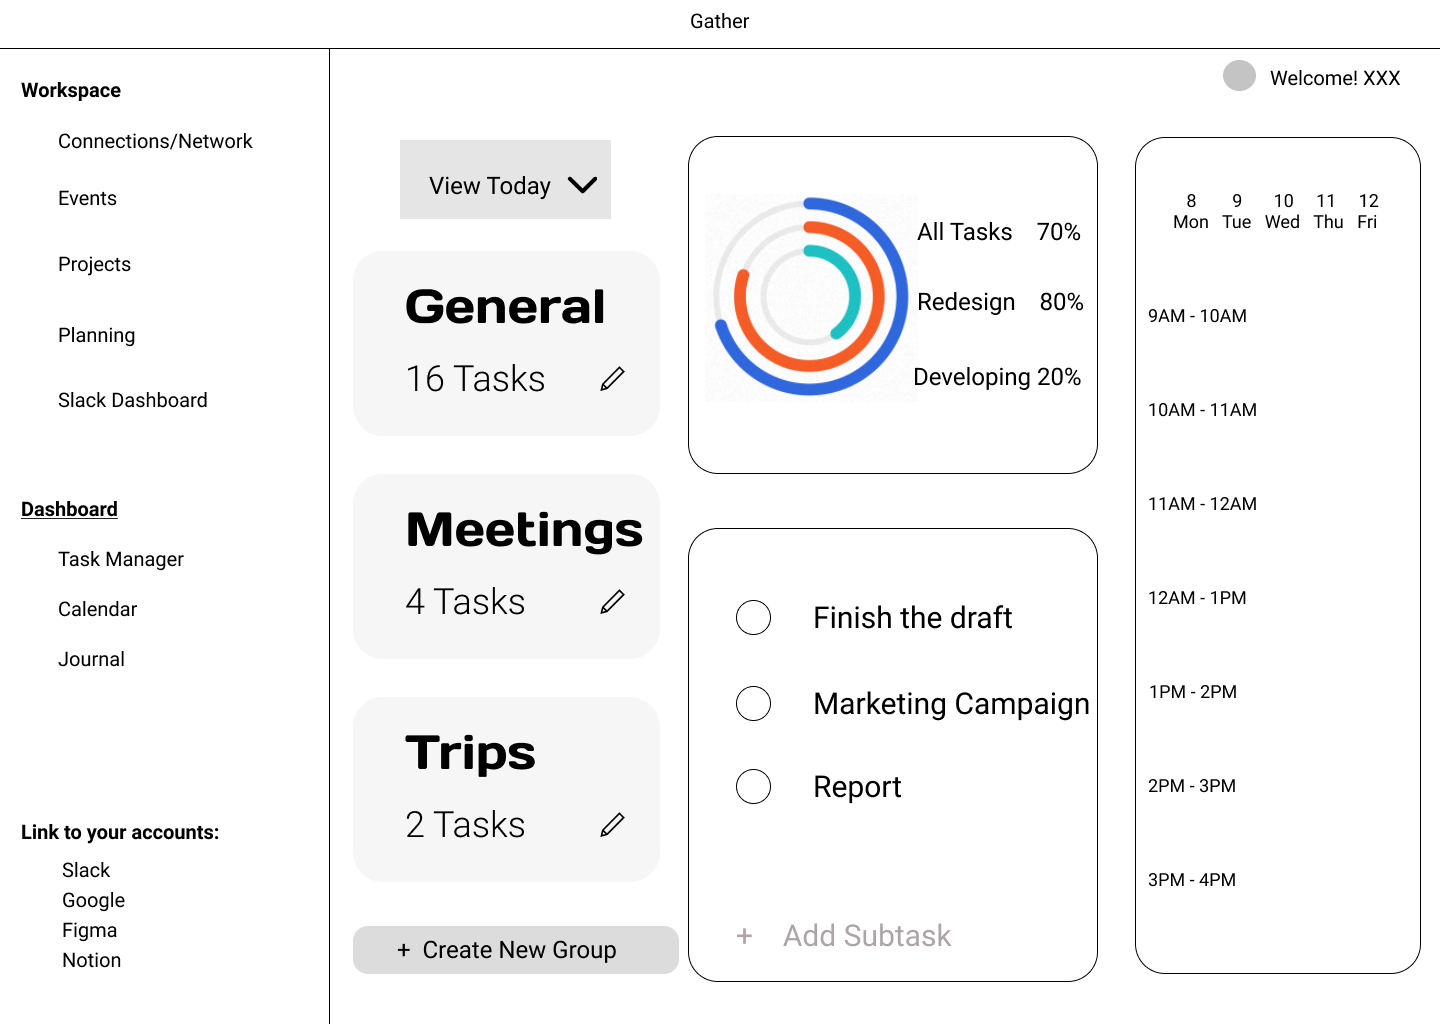 Gather
Welcome! XXX
Workspace
Connections/Network
Events
Projects
Planning
Slack Dashboard
Dashboard
Task Manager
Calendar
Journal
Link to your accounts:
Slack
Google
Figma
Notion
View Today
General
16 Tasks
Meetings
4 Tasks
Trips
2 Tasks
+ Create New Group
All Tasks 70%
Redesign 80%
Developing 20%
Finish the draft
Marketing Campaign
Report
+ Add Subtask
8 9 10 11 12
Mon Tue Wed Thu Fri
9AM - 10AM
10AM - 11AM
11AM - 12AM
12AM - 1PM
1PM - 2PM
2PM - 3PM
3PM - 4PM